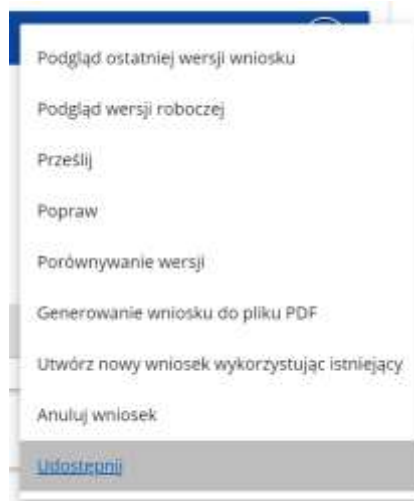 Podgląd ostatniej wersji wniosku
Podgląd wersji roboczej
Prześlij
Popraw
Porównywanie wersji
Generowanie wniosku do pliku PDF
Utwórz nowy wniosek wykorzystując istniejący
Anuluj wniosek
Udostępnij